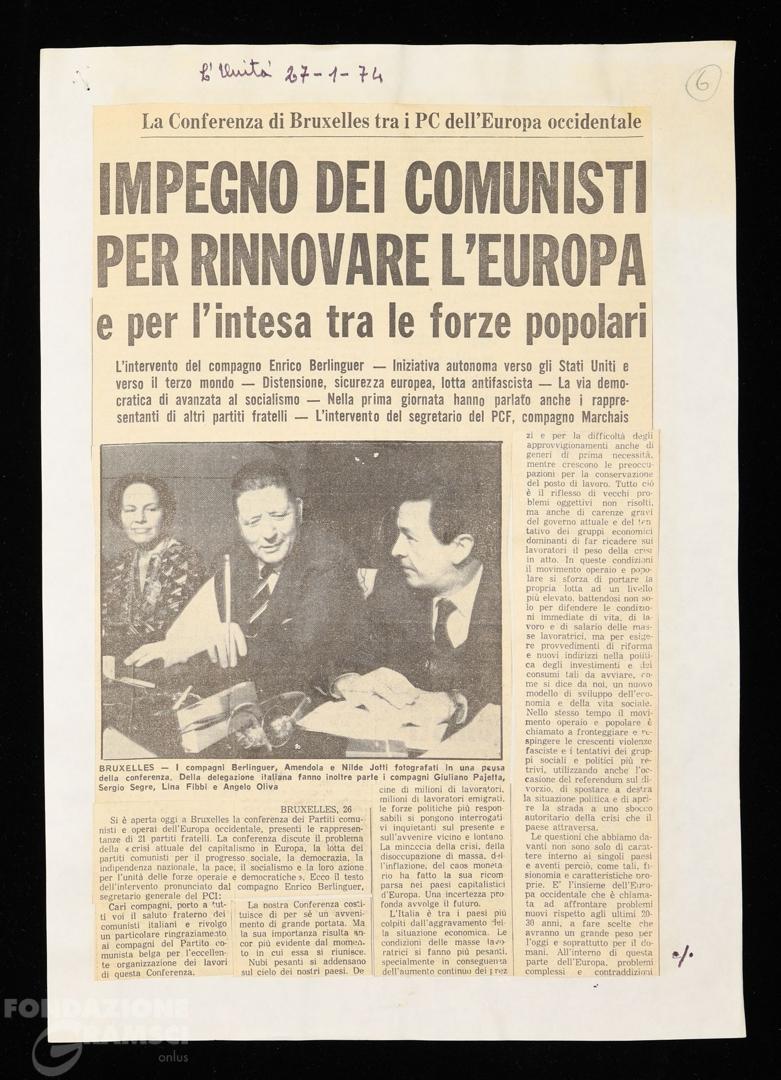 L'Unità 27-1-74
6
La Conferenza di Bruxelles tra i PC dell'Europa occidentale
IMPEGNO DEI COMUNISTI
PER RINNOVARE L'EUROPA
e per l'intesa tra le forze popolari
L'intervento del compagno Enrico Berlinguer — Iniziativa autonoma verso gli Stati Uniti e
verso il terzo mondo — Distensione, sicurezza europea, lotta antifascista — La via demo-
cratica di avanzata al socialismo — Nella prima giornata hanno parlato anche i rappre-
sentanti di altri partiti fratelli — L'intervento del segretario del PCF, compagno Marchais
BRUXELLES — I compagni Berlinguer, Amendola e Nilde Jotti fotografati in una pausa
della conferenza. Della delegazione italiana fanno inoltre parte i compagni Giuliano Pajetta,
Sergio Segre, Lina Fibbi e Angelo Oliva
BRUXELLES, 26
Si è aperta oggi a Bruxelles la conferenza dei Partiti comu-
nisti e operai dell'Europa occidentale, presenti le rappresen-
tanze di 21 partiti fratelli. La conferenza discute il problema
della « crisi attuale del capitalismo in Europa, la lotta dei
partiti comunisti per il progresso sociale, la democrazia, la
indipendenza nazionale, la pace, il socialismo e la loro azione
per l'unità delle forze operaie e democratiche ». Ecco il testo
dell'intervento pronunciato dal compagno Enrico Berlinguer,
segretario generale del PCI:
Cari compagni, porto a tut-
ti voi il saluto fraterno dei
comunisti italiani e rivolgo
un particolare ringraziamento
ai compagni del Partito co-
munista belga per l'eccellen-
te organizzazione dei lavori
di questa Conferenza.
La nostra Conferenza costi-
tuisce di per sé un avveni-
mento di grande portata. Ma
la sua importanza risulta an-
cor più evidente dal momen-
to in cui essa si riunisce.
Nubi pesanti si addensano
sul cielo dei nostri paesi. De
cine di milioni di lavoratori,
milioni di lavoratori emigrati,
le forze politiche più respon-
sabili si pongono interrogati-
vi inquietanti sul presente e
sull'avvenire vicino e lontano.
La minaccia della crisi, della
disoccupazione di massa, del-
l'inflazione, del caos moneta-
rio ha fatto la sua ricom-
parsa nei paesi capitalistici
d'Europa. Una incertezza pro-
fonda avvolge il futuro.
L'Italia è tra i paesi più
colpiti dall'aggravamento del-
la situazione economica. Le
condizioni delle masse lavo-
ratrici si fanno più pesanti,
specialmente in conseguenza
dell'aumento continuo dei prez
zi e per la difficoltà degli
approvvigionamenti anche di
generi di prima necessità,
mentre crescono le preoccu-
pazioni per la conservazione
del posto di lavoro. Tutto ciò
è il riflesso di vecchi pro-
blemi oggettivi non risolti,
ma anche di carenze gravi
del governo attuale e del ten-
tativo dei gruppi economici
dominanti di far ricadere sui
lavoratori il peso della crisi
in atto. In queste condizioni
il movimento operaio e popo-
lare si sforza di portare la
propria lotta ad un livello
più elevato, battendosi non so-
lo per difendere le condizio-
ni immediate di vita, di la-
voro e di salario delle mas-
se lavoratrici, ma per esige-
re provvedimenti di riforma
e nuovi indirizzi nella politi-
ca degli investimenti e dei
consumi tali da avviare, co-
me si dice da noi, un nuovo
modello di sviluppo dell'eco-
nomia e della vita sociale.
Nello stesso tempo il movi-
mento operaio e popolare è
chiamato a fronteggiare e re-
spingere le crescenti violenze
fasciste e i tentativi dei grup-
pi sociali e politici più re-
trivi, utilizzando anche l'oc-
casione del referendum sul di-
vorzio, di spostare a destra
la situazione politica e di apri-
re la strada a uno sbocco
autoritario della crisi che il
paese attraversa.
Le questioni che abbiamo da-
vanti non sono solo di carat-
tere interno ai singoli paesi
e aventi perciò, come tali, fi-
sionomia e caratteristiche pro-
prie. E' l'insieme dell'Euro-
pa occidentale che è chiama-
ta ad affrontare problemi
nuovi rispetto agli ultimi 20-
30 anni, a fare scelte che
avranno un grande peso per
l'oggi e soprattutto per il do-
mani. All'interno di questa
parte dell'Europa, problemi
complessi e contraddizioni
FONDAZIONE
GRAMSCI
onlus